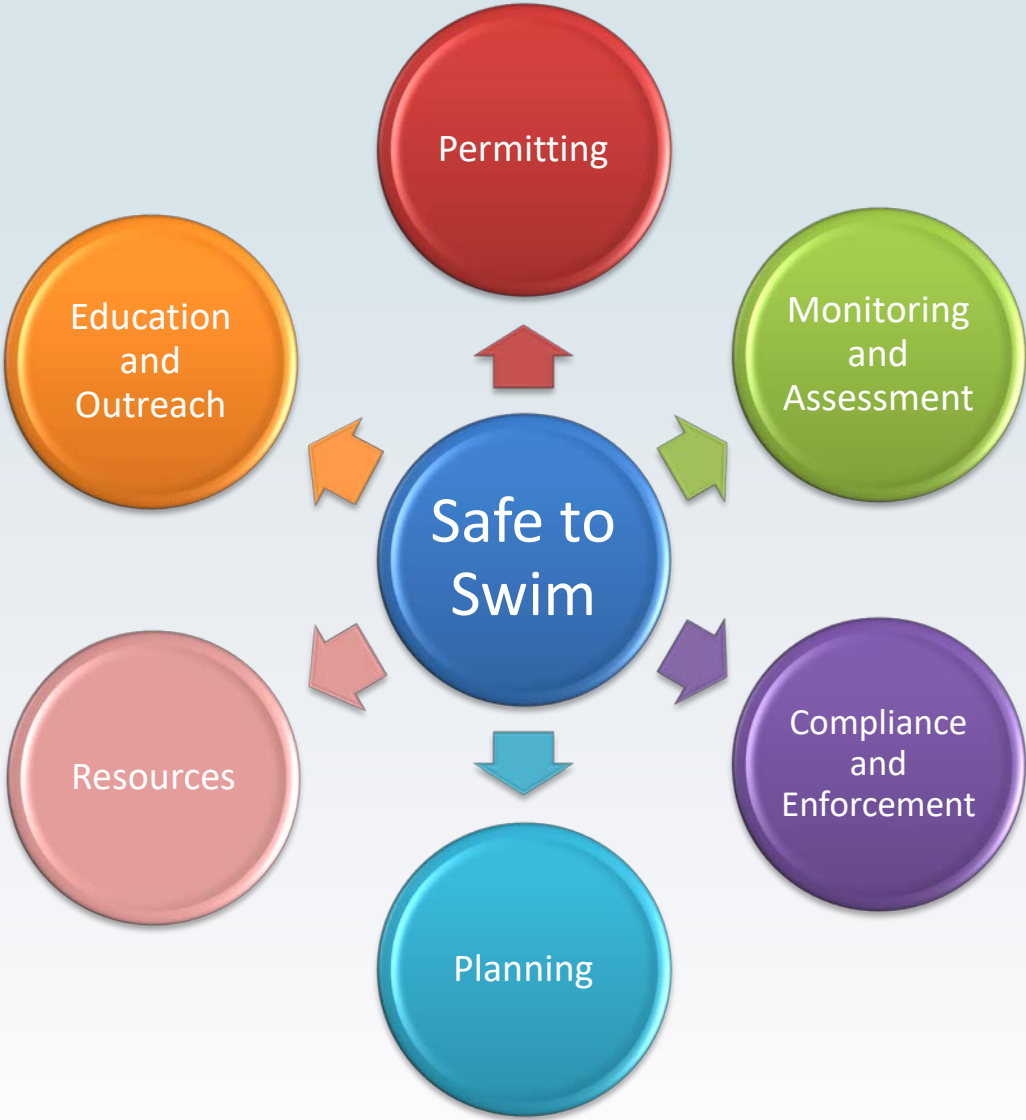 Permitting
Education
and
Outreach
Monitoring
and
Assessment
Safe to
Swim
Resources
Compliance
and
Enforcement
Planning